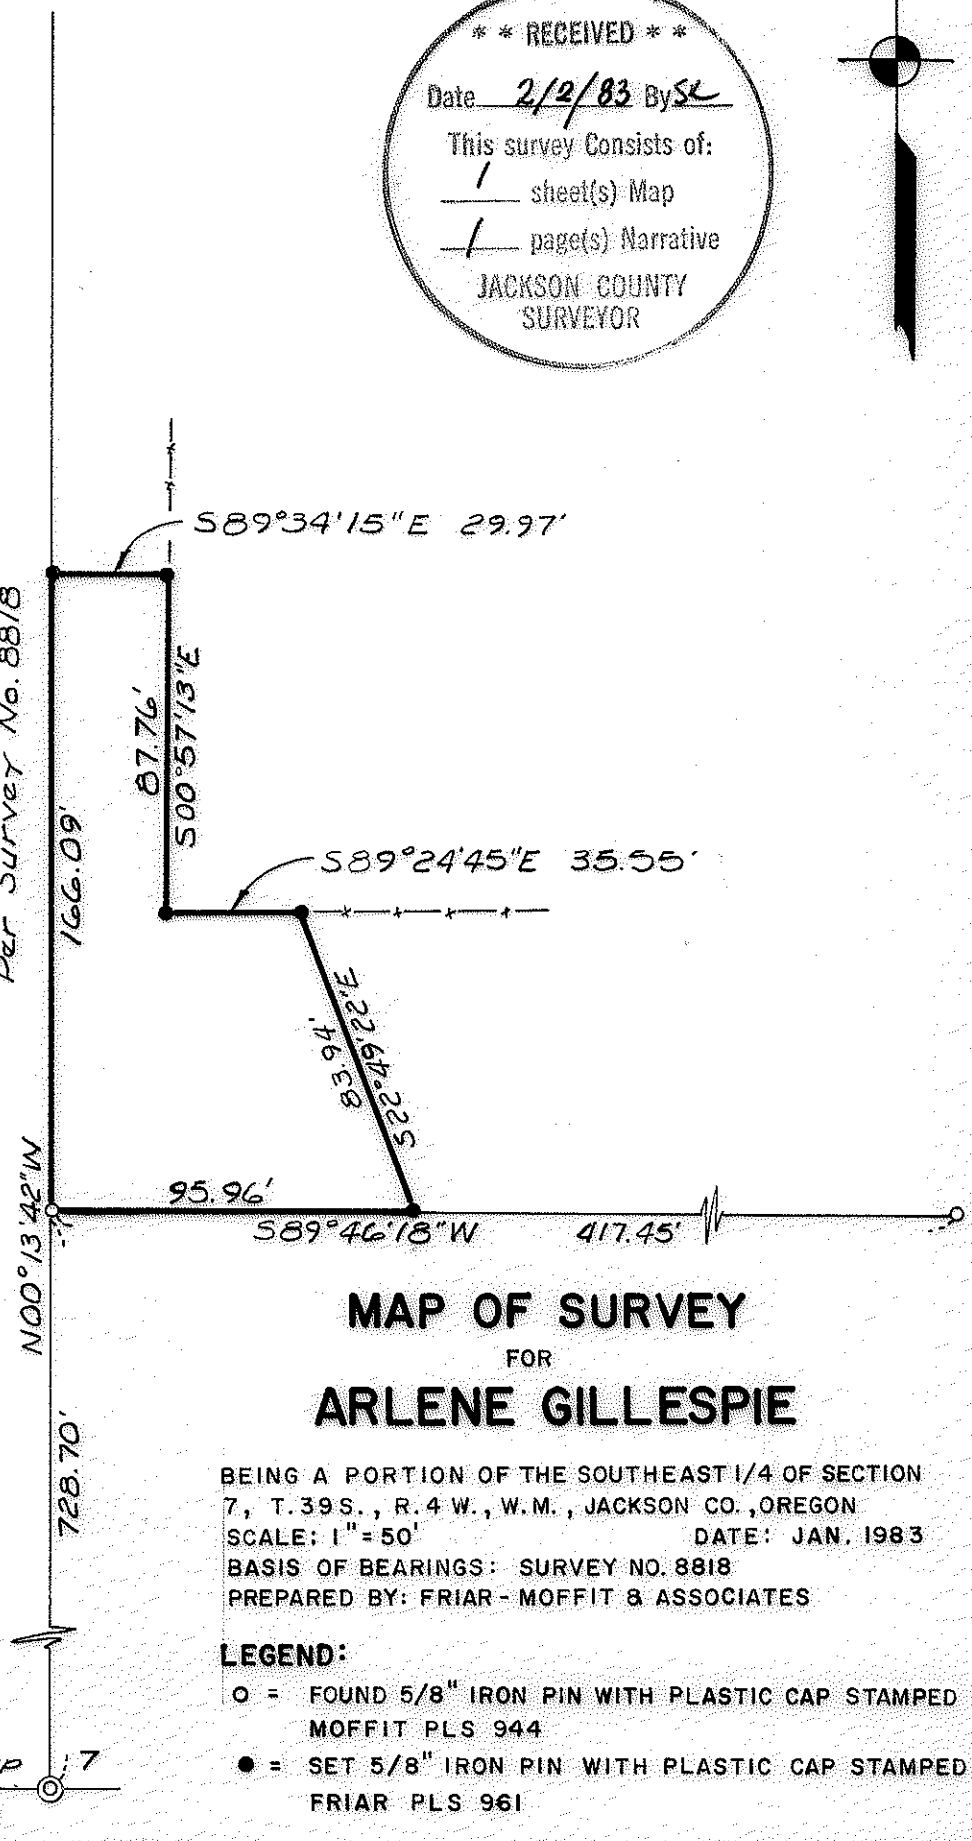 * * RECEIVED * *
Date 2/2/83 By SK
This survey Consists of:
1 sheet(s) Map
1 page(s) Narrative
JACKSON COUNTY
SURVEYOR
S89°34'15"E 29.97'
Per Survey No. 8818
166.09'
87.76'
S00°57'13"E
S89°24'45"E 35.55'
S22°49'22"E
83.94'
95.96'
S89°46'18"W 417.45'
N00°13'42"W
728.70'
MAP OF SURVEY
FOR
ARLENE GILLESPIE
BEING A PORTION OF THE SOUTHEAST 1/4 OF SECTION
7, T.39S., R.4 W., W.M., JACKSON CO., OREGON
SCALE: 1"=50' DATE: JAN. 1983
BASIS OF BEARINGS: SURVEY NO. 8818
PREPARED BY: FRIAR-MOFFIT & ASSOCIATES
LEGEND:
O = FOUND 5/8" IRON PIN WITH PLASTIC CAP STAMPED
MOFFIT PLS 944
● = SET 5/8" IRON PIN WITH PLASTIC CAP STAMPED
FRIAR PLS 961
7